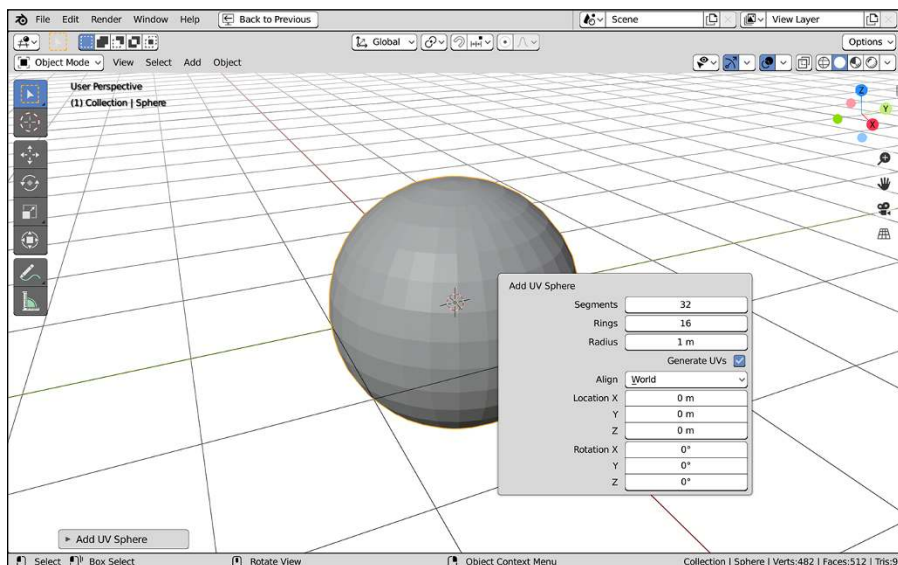 File Edit Render Window Help Back to Previous Scene View Layer
Global Options
Object Mode View Select Add Object
User Perspective
(1) Collection | Sphere
Z
Y
X
Add UV Sphere
Segments 32
Rings 16
Radius 1 m
Generate UVs
Align World
Location X 0 m
Y 0 m
Z 0 m
Rotation X 0°
Y 0°
Z 0°
Add UV Sphere
Select Box Select Rotate View Object Context Menu Collection | Sphere | Verts:482 | Faces:512 | Tris:9